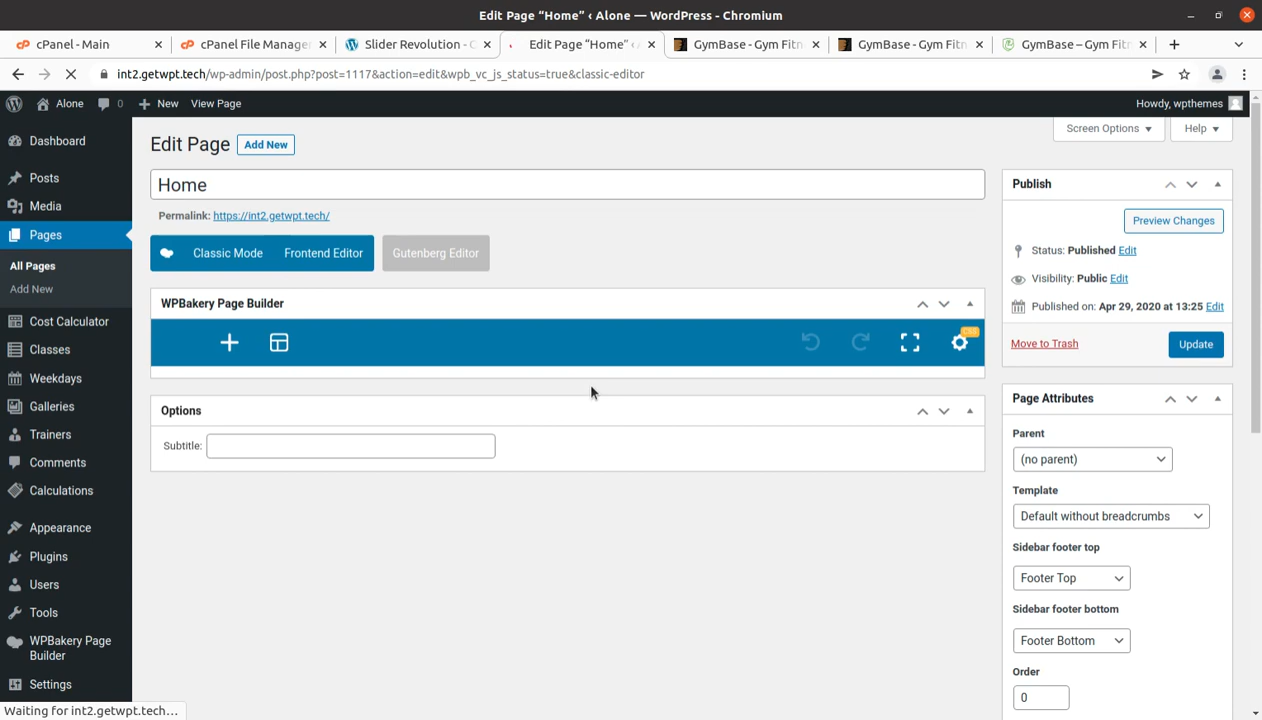 Edit Page “Home” ‹ Alone — WordPress - Chromium
cPanel - Main
cPanel File Manage
Slider Revolution - C
Edit Page “Home” ‹
GymBase - Gym Fitn
GymBase - Gym Fitn
GymBase – Gym Fit
int2.getwpt.tech/wp-admin/post.php?post=1117&action=edit&wpb_vc_js_status=true&classic-editor
Alone
0
New
View Page
Howdy, wpthemes
Screen Options
Help
Edit Page
Add New
Home
Permalink: https://int2.getwpt.tech/
Classic Mode
Frontend Editor
Gutenberg Editor
WPBakery Page Builder
CSS
Options
Subtitle:
Dashboard
Posts
Media
Pages
All Pages
Add New
Cost Calculator
Classes
Weekdays
Galleries
Trainers
Comments
Calculations
Appearance
Plugins
Users
Tools
WPBakery Page
Builder
Settings
Waiting for int2.getwpt.tech...
Publish
Preview Changes
Status: Published Edit
Visibility: Public Edit
Published on: Apr 29, 2020 at 13:25 Edit
Move to Trash
Update
Page Attributes
Parent
(no parent)
Template
Default without breadcrumbs
Sidebar footer top
Footer Top
Sidebar footer bottom
Footer Bottom
Order
0